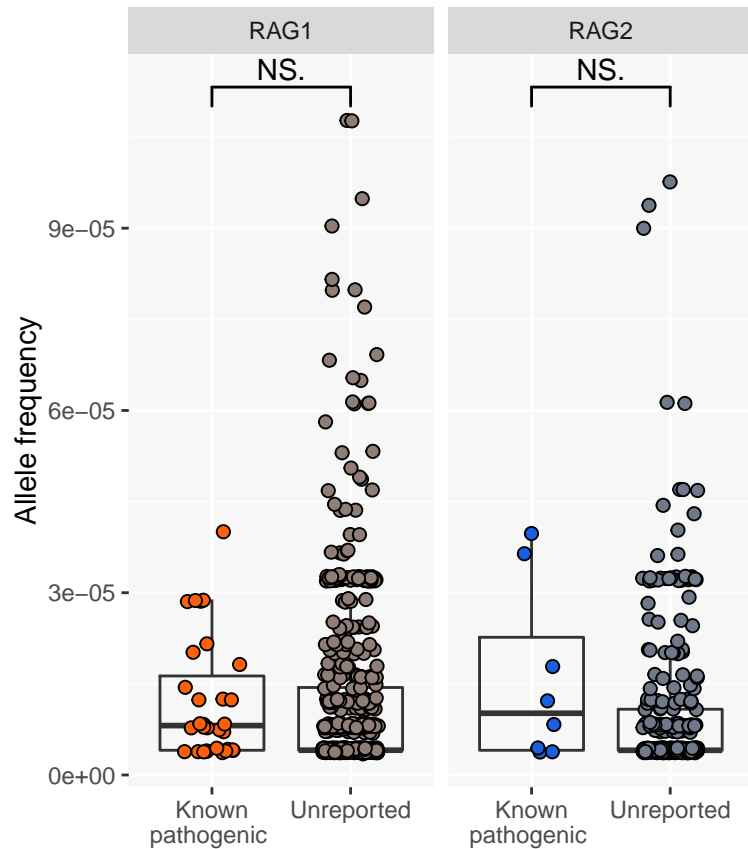 RAG1
RAG2
NS.
NS.
Allele frequency
9e−05
6e−05
3e−05
0e+00
Known
pathogenic
Unreported
Known
pathogenic
Unreported